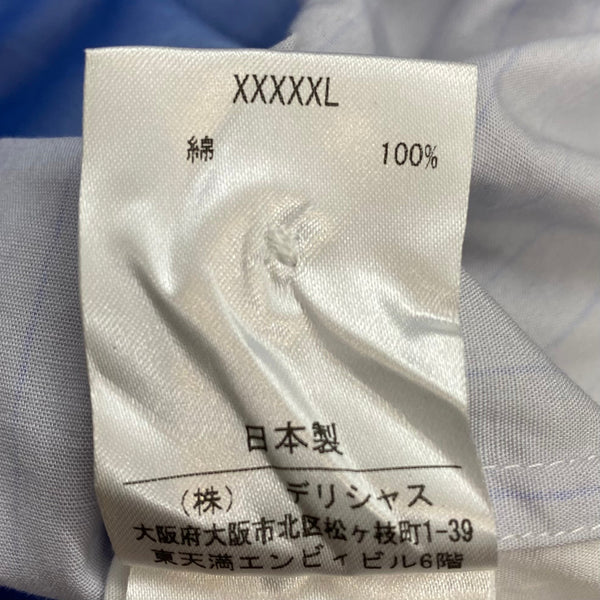 XXXXXL
綿 100%
日本製
（株） デリシャス
大阪府大阪市北区松ヶ枝町1-39
東天満エンビィビル6階